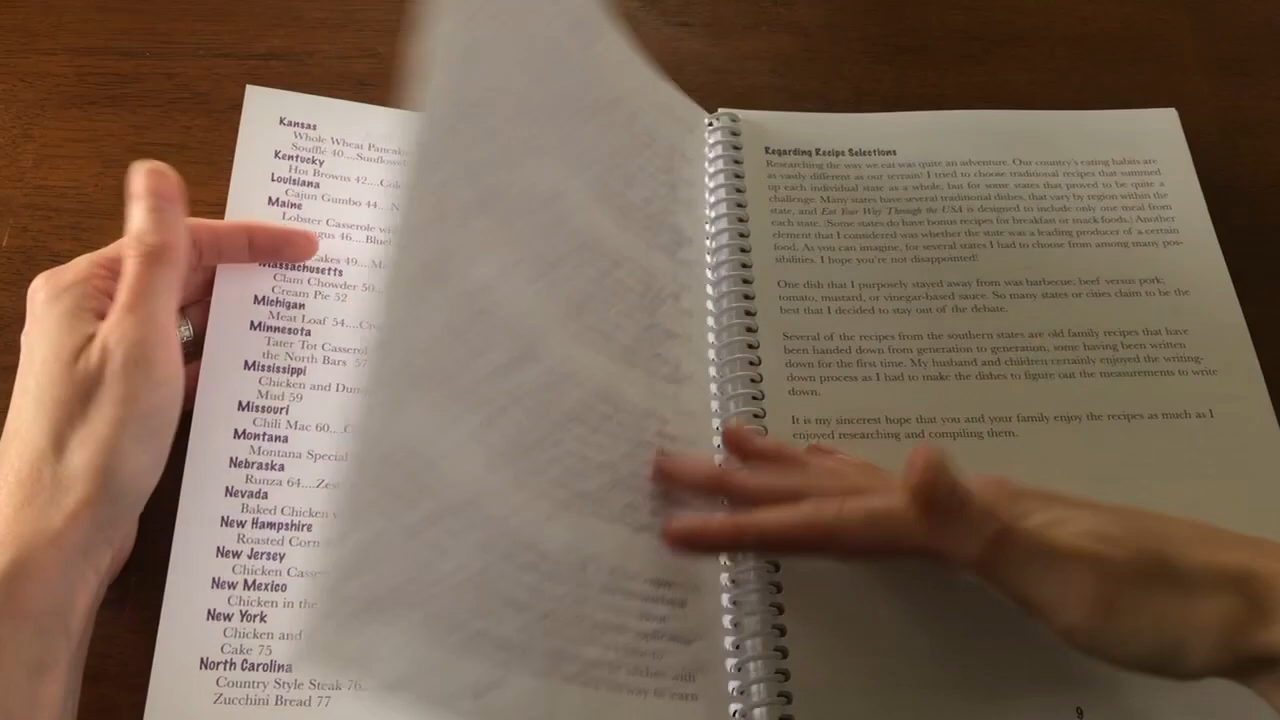 Kansas
Whole Wheat
Soufflé 40....Sunflower
Kentucky
Hot Browns 42....
Louisiana
Cajun Gumbo 44....
Maine
Lobster Casserole
46....
49....
Massachusetts
Clam Chowder 50...
Cream Pie 52
Michigan
Meat Loaf 54....
Minnesota
Tater Tot
the North Bars 57
Mississippi
Chicken and
Mud 59
Missouri
Chili Mac 60....
Montana
Montana Special
Nebraska
Runza 64....
Nevada
Baked Chicken
New Hampshire
Roasted Corn
New Jersey
Chicken
New Mexico
Chicken in the
New York
Chicken and
Cake 75
North Carolina
Country Style Steak 76
Zucchini Bread 77
Regarding Recipe Selections
Researching the way we eat was quite an adventure. Our country's eating habits are
as vastly different as our terrain! I tried to choose traditional recipes that summed
up each individual state as a whole, but for some states that proved to be quite a
challenge. Many states have several traditional dishes, that vary by region within the
state, and Eat Your Way Through the USA is designed to include only one meal from
each state. (Some states do have bonus recipes for breakfast or snack foods.) Another
element that I considered was whether the state was a leading producer of a certain
food. As you can imagine, for several states I had to choose from among many pos-
sibilities. I hope you're not disappointed!
One dish that I purposely stayed away from was barbecue: beef versus pork;
tomato, mustard, or vinegar-based sauce. So many states or cities claim to be the
best that I decided to stay out of the debate.
Several of the recipes from the southern states are old family recipes that have
been handed down from generation to generation, some having been written
down for the first time. My husband and children certainly enjoyed the writing-
down process as I had to make the dishes to figure out the measurements to write
down.
It is my sincerest hope that you and your family enjoy the recipes as much as I
enjoyed researching and compiling them.
9